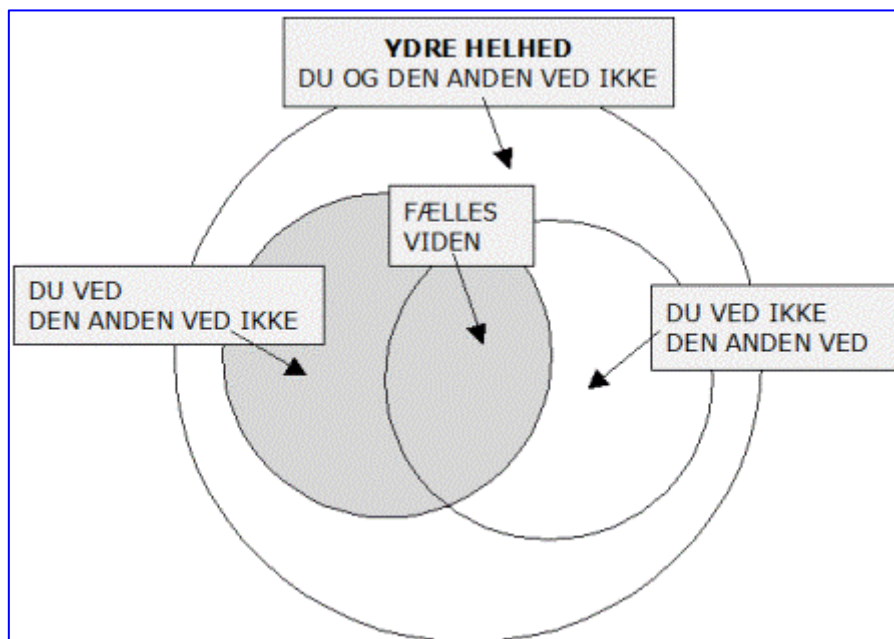 YDRE HELHED
DU OG DEN ANDEN VED IKKE
FÆLLES
VIDEN
DU VED
DEN ANDEN VED IKKE
DU VED IKKE
DEN ANDEN VED